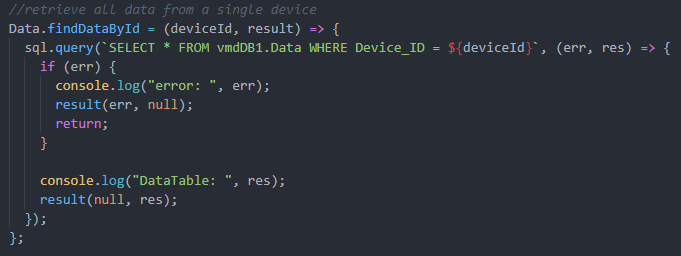 //retrieve all data from a single device
Data.findDataById = (deviceId, result) => {
  sql.query(`SELECT * FROM vmdDB1.Data WHERE Device_ID = ${deviceId}`, (err, res) => {
    if (err) {
      console.log("error: ", err);
      result(err, null);
      return;
    }

    console.log("DataTable: ", res);
    result(null, res);
  });
};